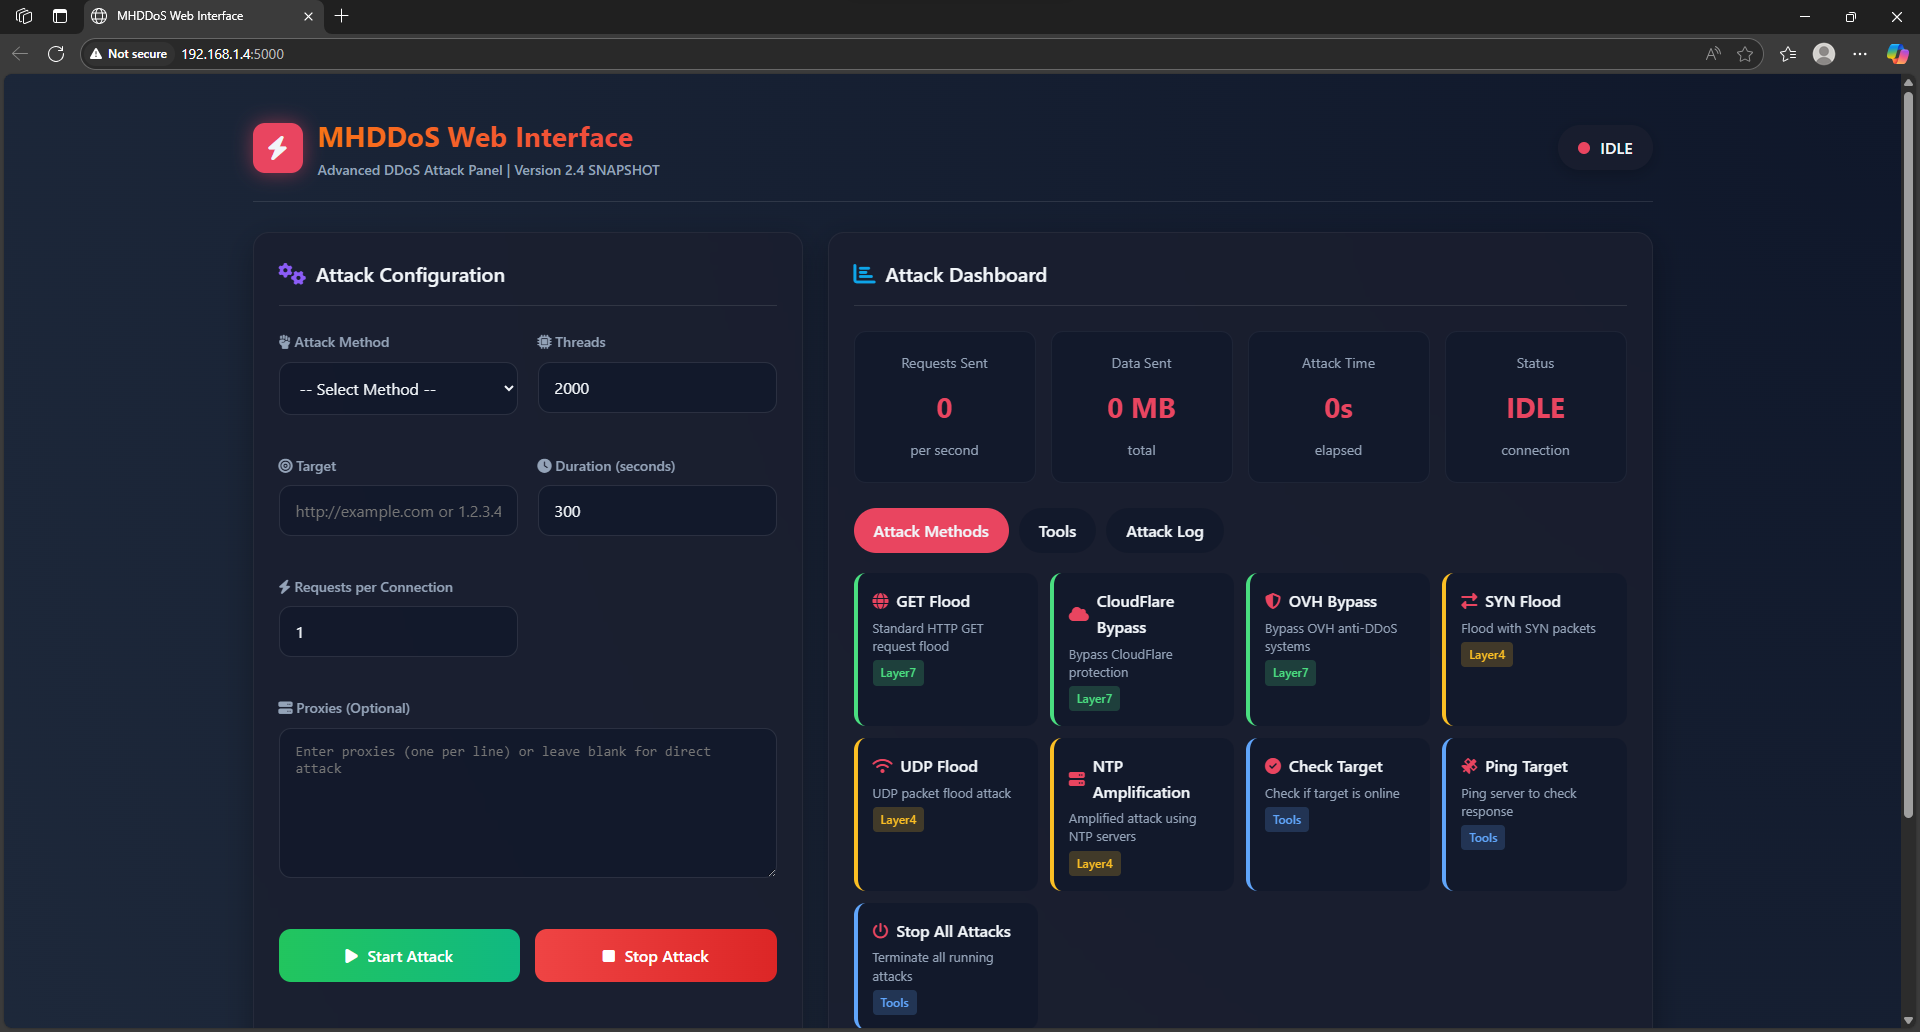 MHDDoS Web Interface
Not secure
192.168.1.4:5000
MHDDoS Web Interface
Advanced DDoS Attack Panel | Version 2.4 SNAPSHOT
IDLE
Attack Configuration
Attack Method
Threads
-- Select Method --
2000
Target
Duration (seconds)
http://example.com or 1.2.3.4
300
Requests per Connection
1
Proxies (Optional)
Enter proxies (one per line) or leave blank for direct
attack
Start Attack
Stop Attack
Attack Dashboard
Requests Sent
0
per second
Data Sent
0 MB
total
Attack Time
0s
elapsed
Status
IDLE
connection
Attack Methods
Tools
Attack Log
GET Flood
Standard HTTP GET
request flood
Layer7
CloudFlare
Bypass
Bypass CloudFlare
protection
Layer7
OVH Bypass
Bypass OVH anti-DDoS
systems
Layer7
SYN Flood
Flood with SYN packets
Layer4
UDP Flood
UDP packet flood attack
Layer4
NTP
Amplification
Amplified attack using
NTP servers
Layer4
Check Target
Check if target is online
Tools
Ping Target
Ping server to check
response
Tools
Stop All Attacks
Terminate all running
attacks
Tools